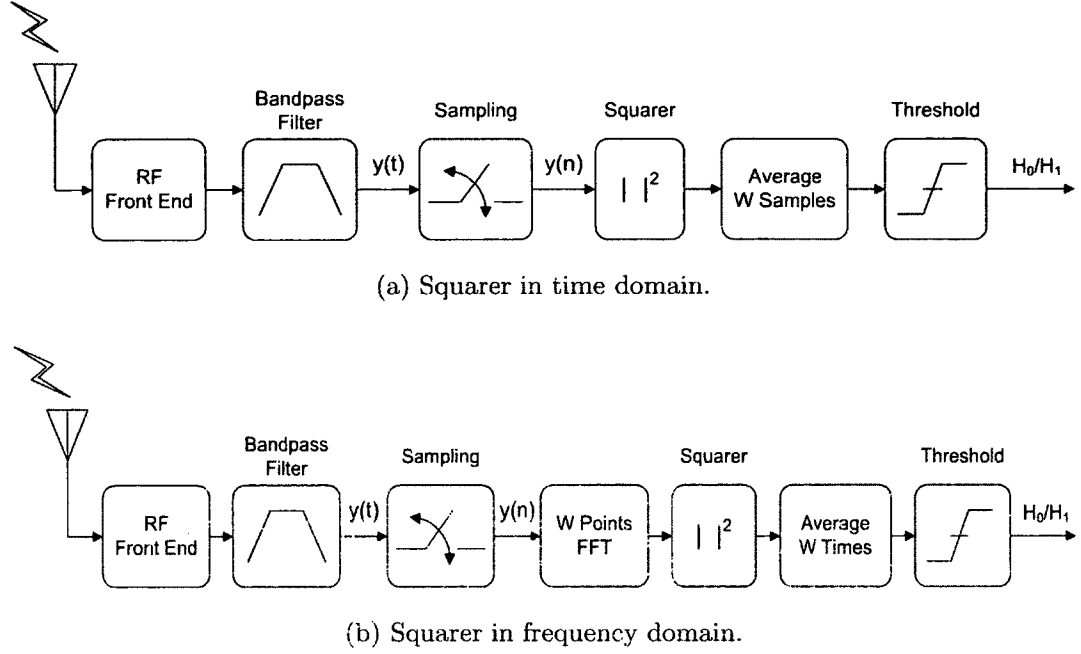 Bandpass
Filter
Sampling
Squarer
Threshold
RF
Front End
y(t)
y(n)
| |²
Average
W Samples
H₀/H₁
(a) Squarer in time domain.
Bandpass
Filter
Sampling
Squarer
Threshold
RF
Front End
y(t)
y(n)
W Points
FFT
| |²
Average
W Times
H₀/H₁
(b) Squarer in frequency domain.